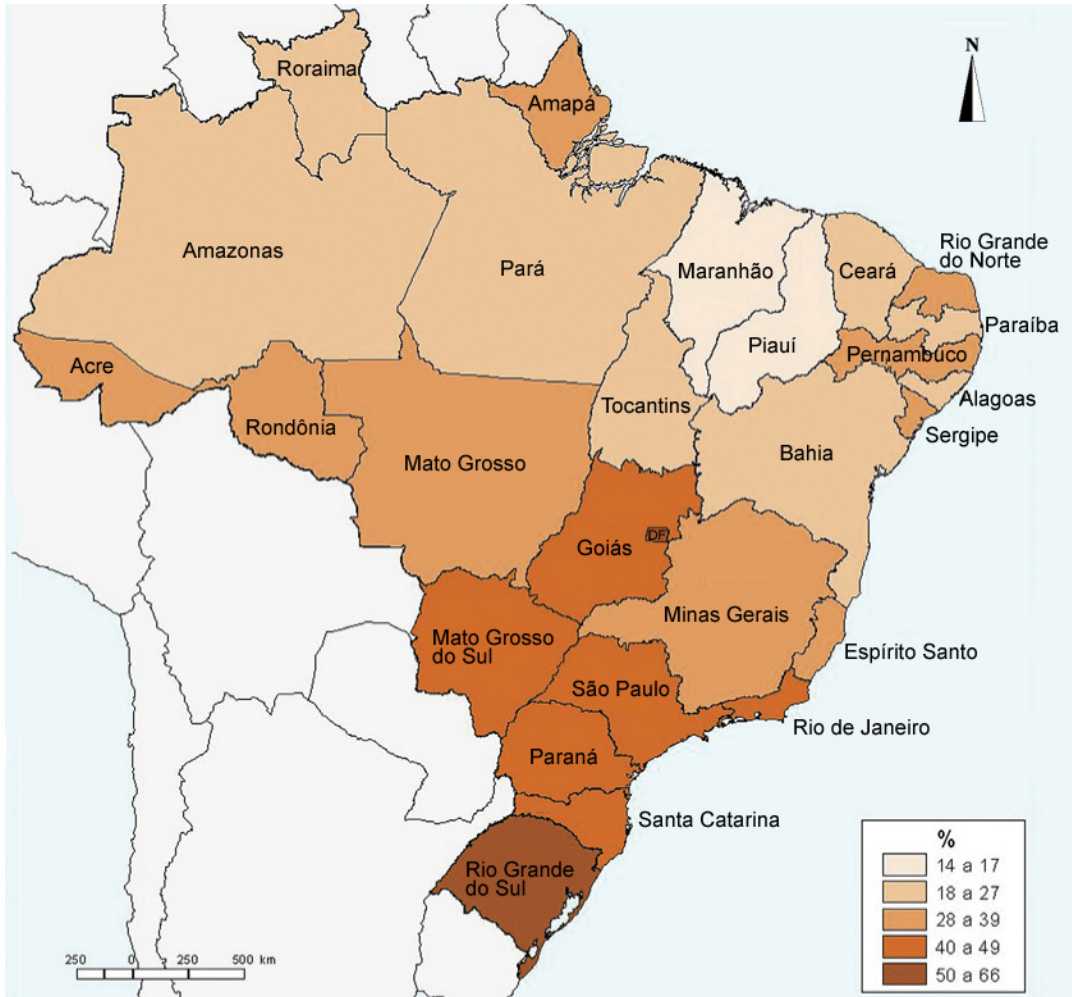 N
Roraima
Amapá
Amazonas
Pará
Maranhão
Ceará
Rio Grande
do Norte
Piauí
Paraíba
Pernambuco
Acre
Rondônia
Tocantins
Alagoas
Sergipe
Mato Grosso
Bahia
DF
Goiás
Minas Gerais
Mato Grosso
do Sul
Espírito Santo
São Paulo
Rio de Janeiro
Paraná
Santa Catarina
Rio Grande
do Sul
%
14 a 17
18 a 27
28 a 39
40 a 49
50 a 66
250 0 250 500 km